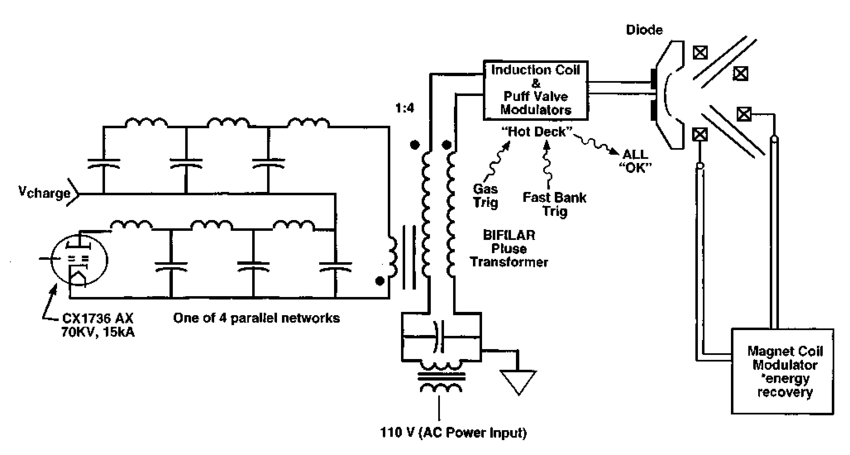 Diode
Induction Coil
&
Puff Valve
Modulators
1:4
"Hot Deck"
ALL
"OK"
Gas
Trig
Fast Bank
Trig
Vcharge
BIFILAR
Pluse
Transformer
CX1736 AX
70KV, 15kA
One of 4 parallel networks
Magnet Coil
Modulator
*energy
recovery
110 V (AC Power Input)